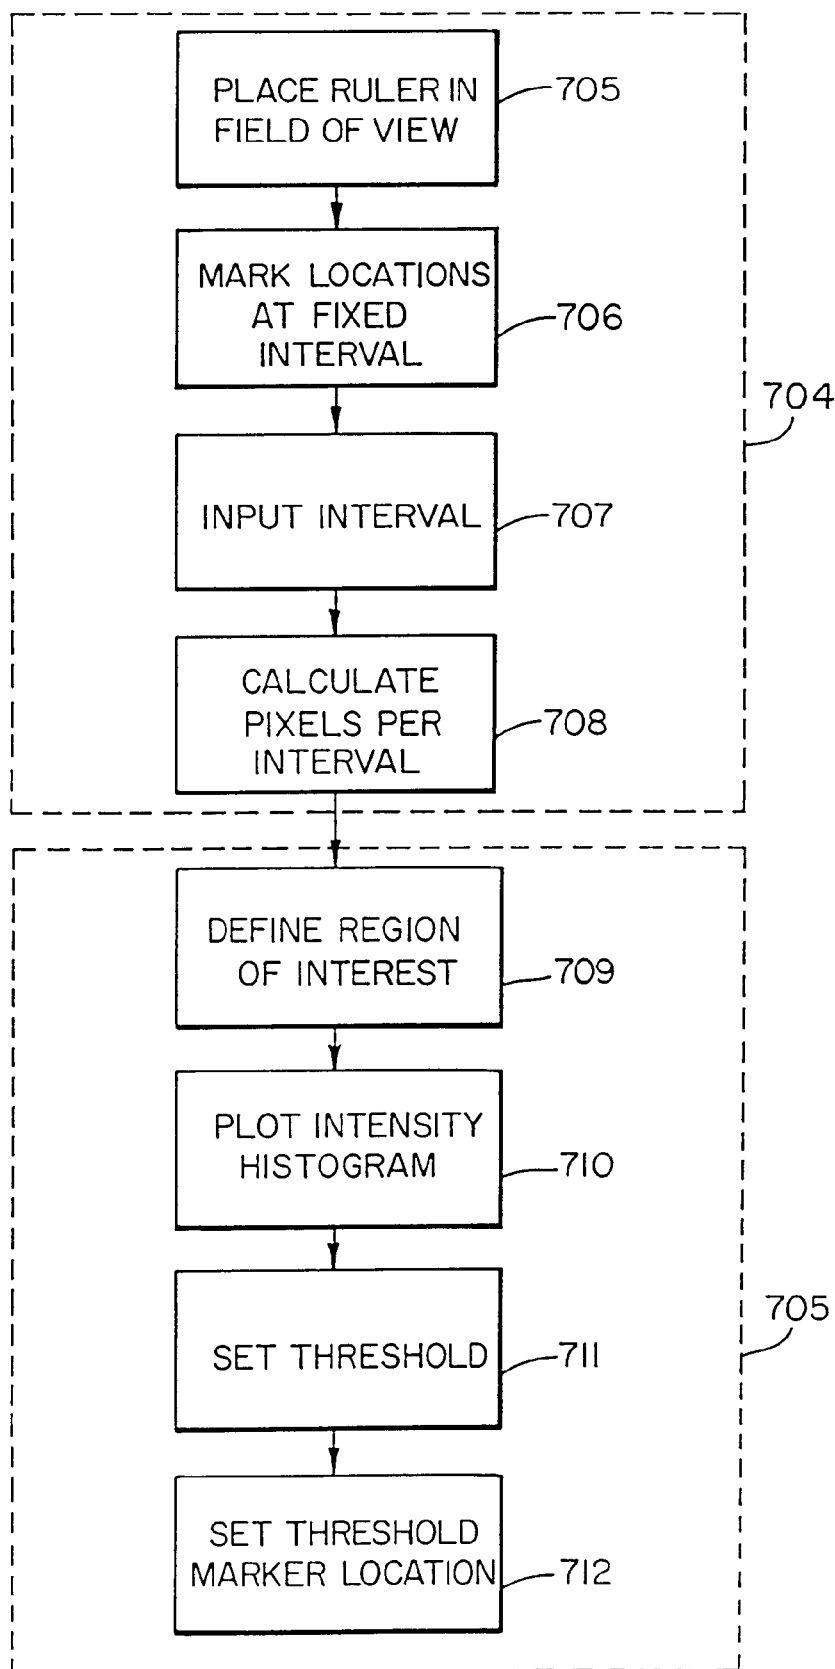 PLACE RULER IN
FIELD OF VIEW
705
MARK LOCATIONS
AT FIXED
INTERVAL
706
704
INPUT INTERVAL
707
CALCULATE
PIXELS PER
INTERVAL
708
DEFINE REGION
OF INTEREST
709
PLOT INTENSITY
HISTOGRAM
710
705
SET THRESHOLD
711
SET THRESHOLD
MARKER LOCATION
712